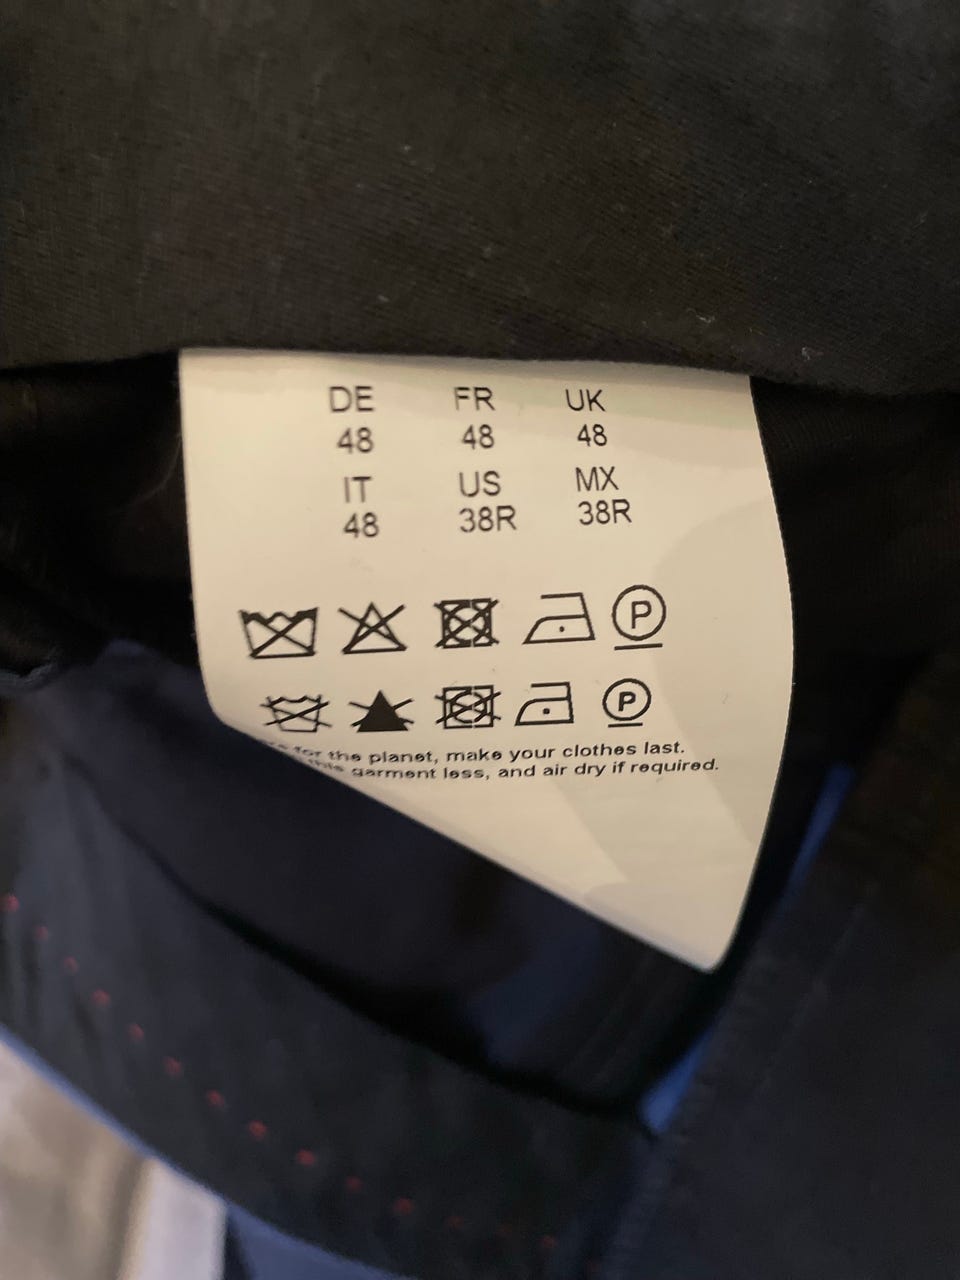 DE FR UK
48 48 48
IT US MX
48 38R 38R
P
P
for the planet, make your clothes last.
this garment less, and air dry if required.